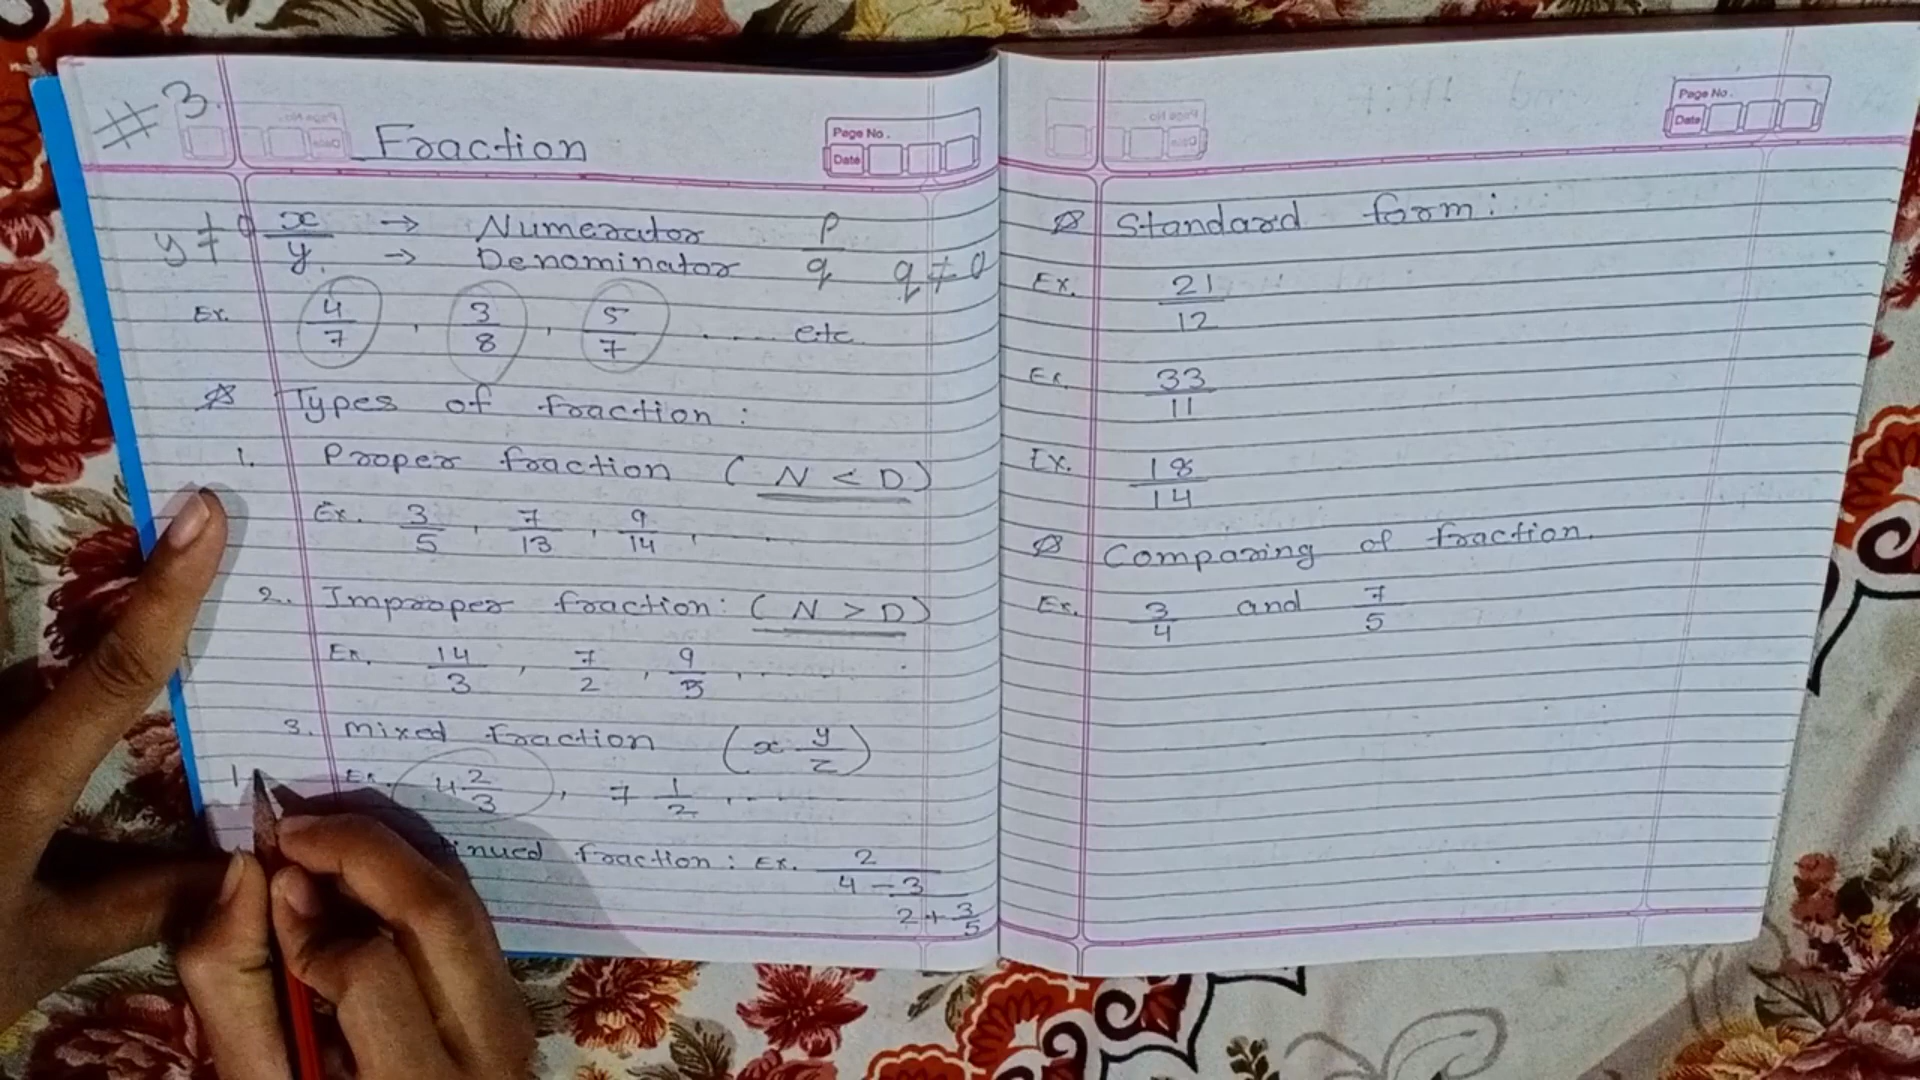 #3.
Fraction
Page No.
Date
y ≠ 0 x/y → Numerator p/q
→ Denominator q ≠ 0
Ex. 4/7 , 3/8 , 5/7 ...... etc
Types of fraction :
1. Proper fraction ( N < D )
Ex. 3/5 , 7/13 , 9/14 , ......
2. Improper fraction : ( N > D )
Ex. 14/3 , 7/2 , 9/5 , ......
3. mixed fraction (x y/z)
Ex. 4 2/3 , 7 1/2 , ......
1
fraction : Ex. 2/(4 - 3/(2 + 3/5))
Page No.
Date
Standard form :
Ex. 21/12
Ex. 33/11
Ex. 18/14
Comparing of fraction.
Ex. 3/4 and 7/5